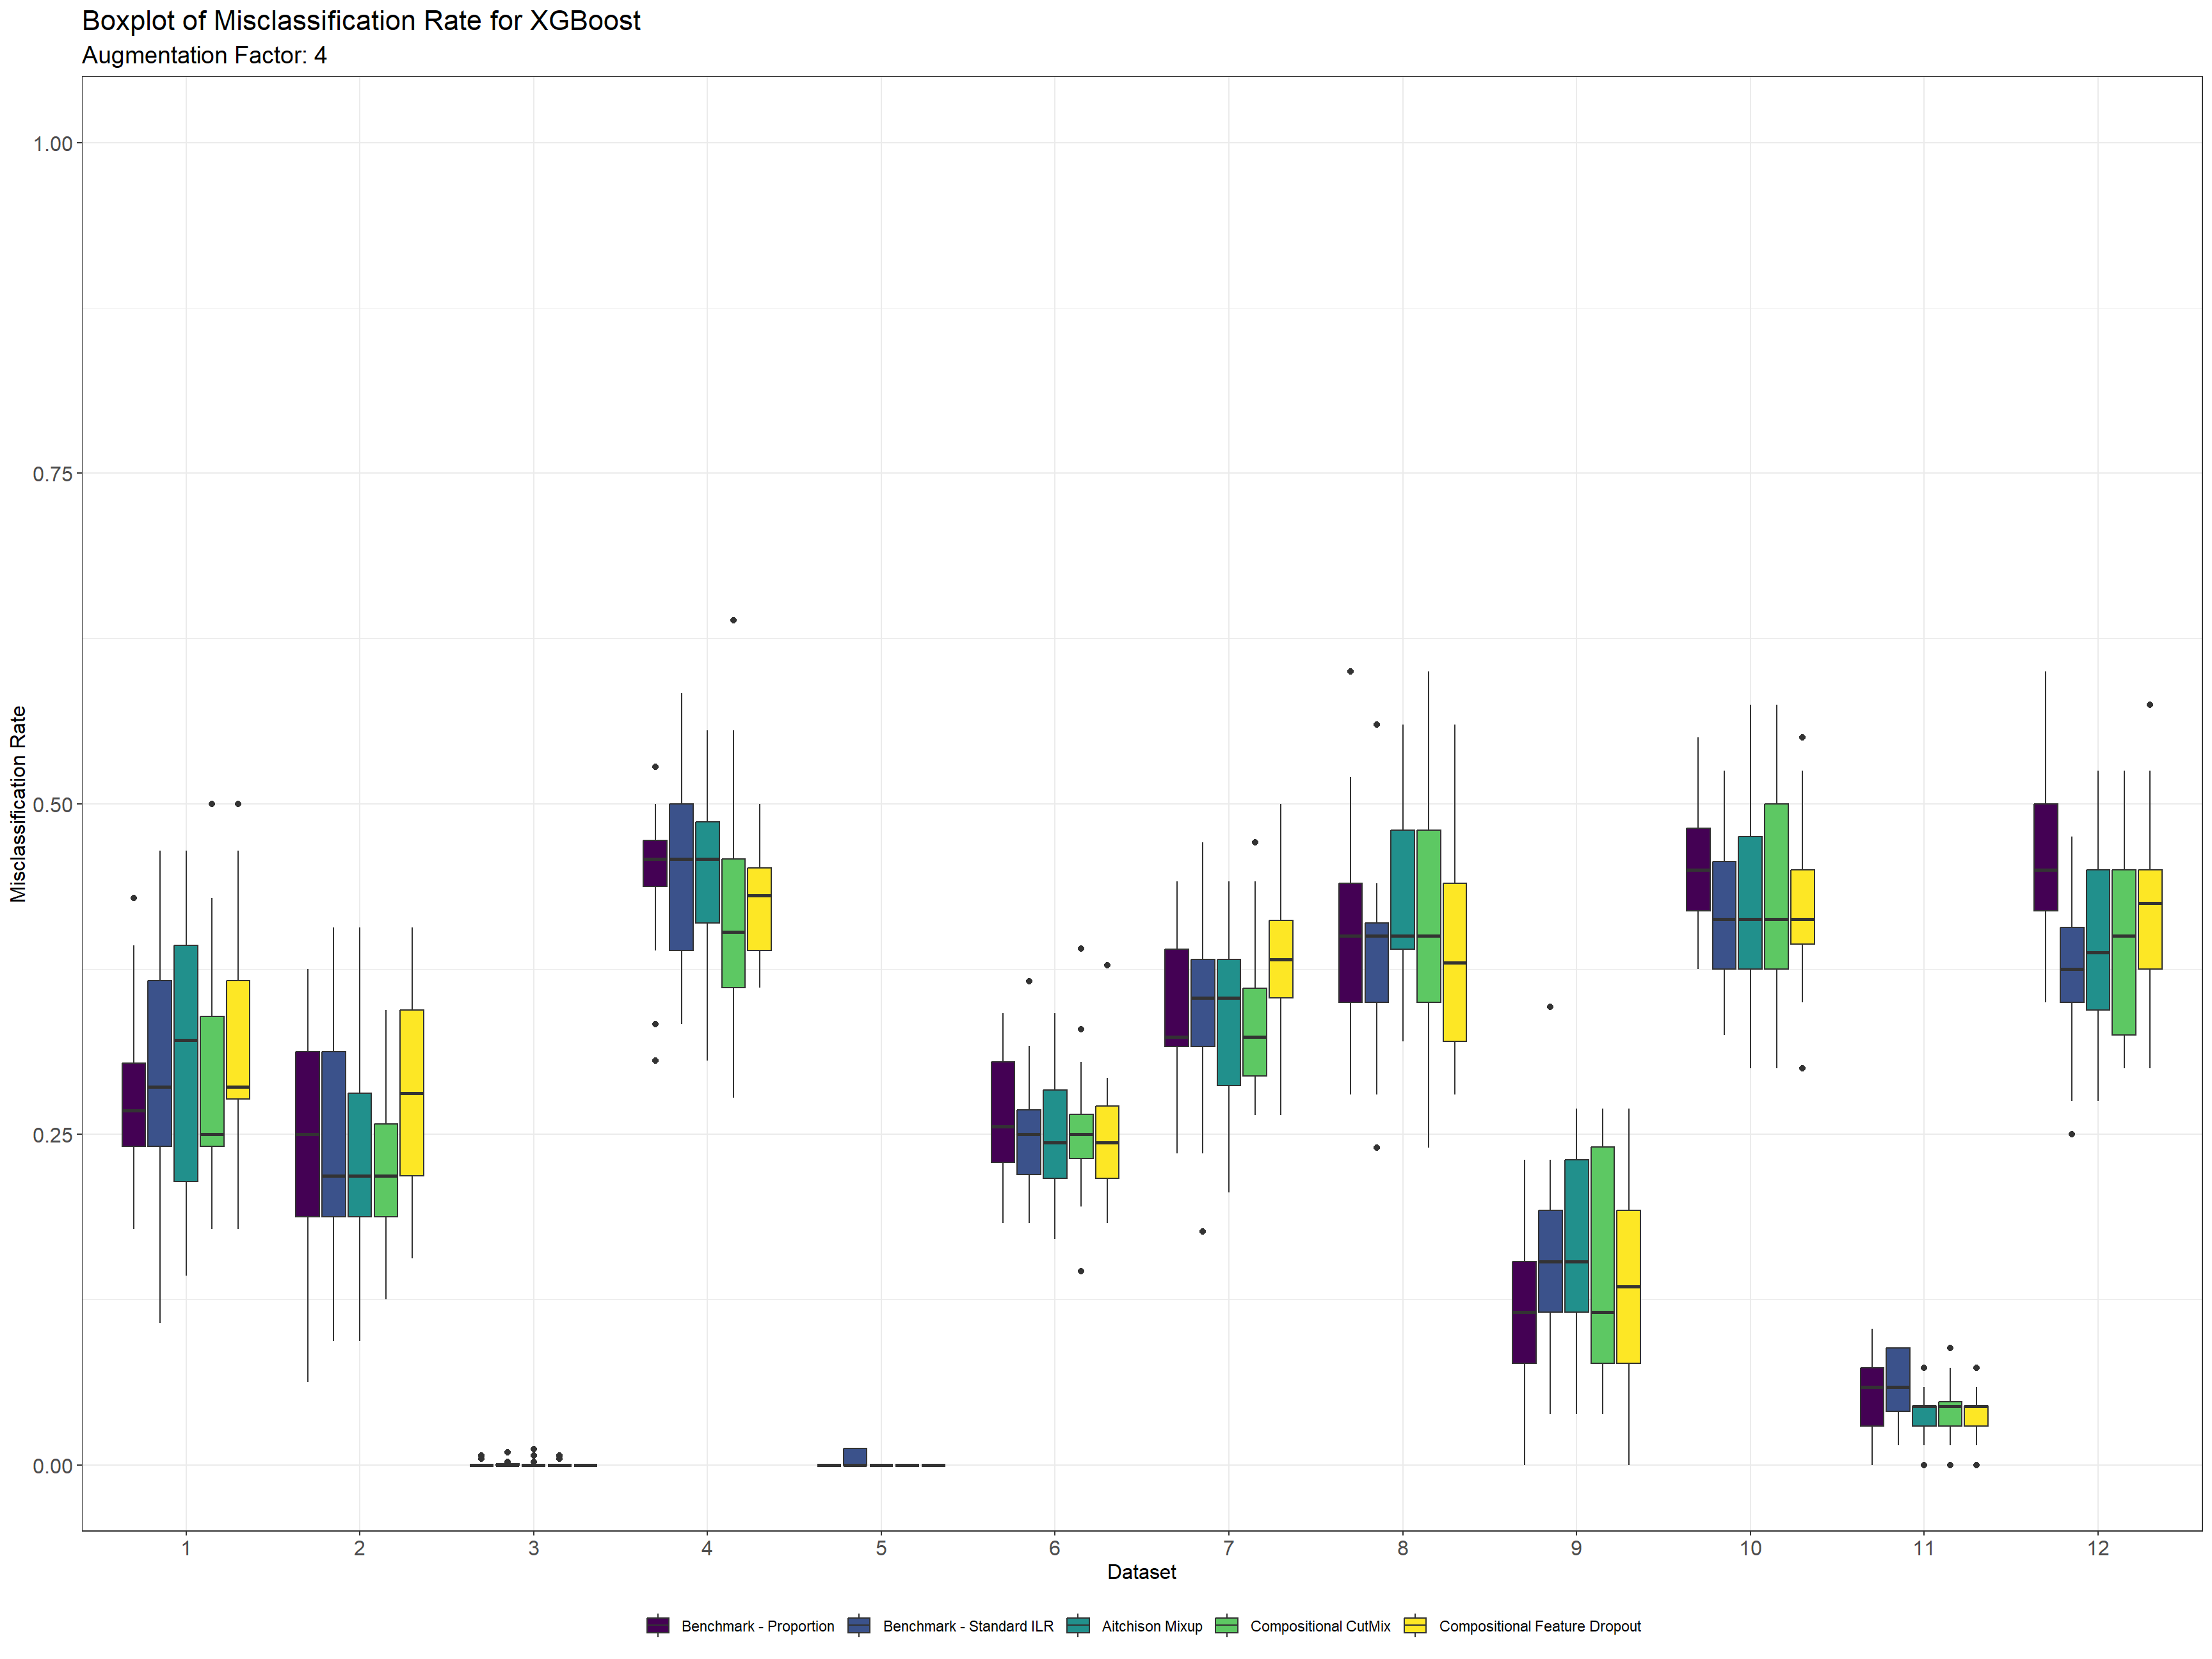 Boxplot of Misclassification Rate for XGBoost
Augmentation Factor: 4
Misclassification Rate
1.00
0.75
0.50
0.25
0.00
1 2 3 4 5 6 7 8 9 10 11 12
Dataset
Benchmark - Proportion Benchmark - Standard ILR Aitchison Mixup Compositional CutMix Compositional Feature Dropout